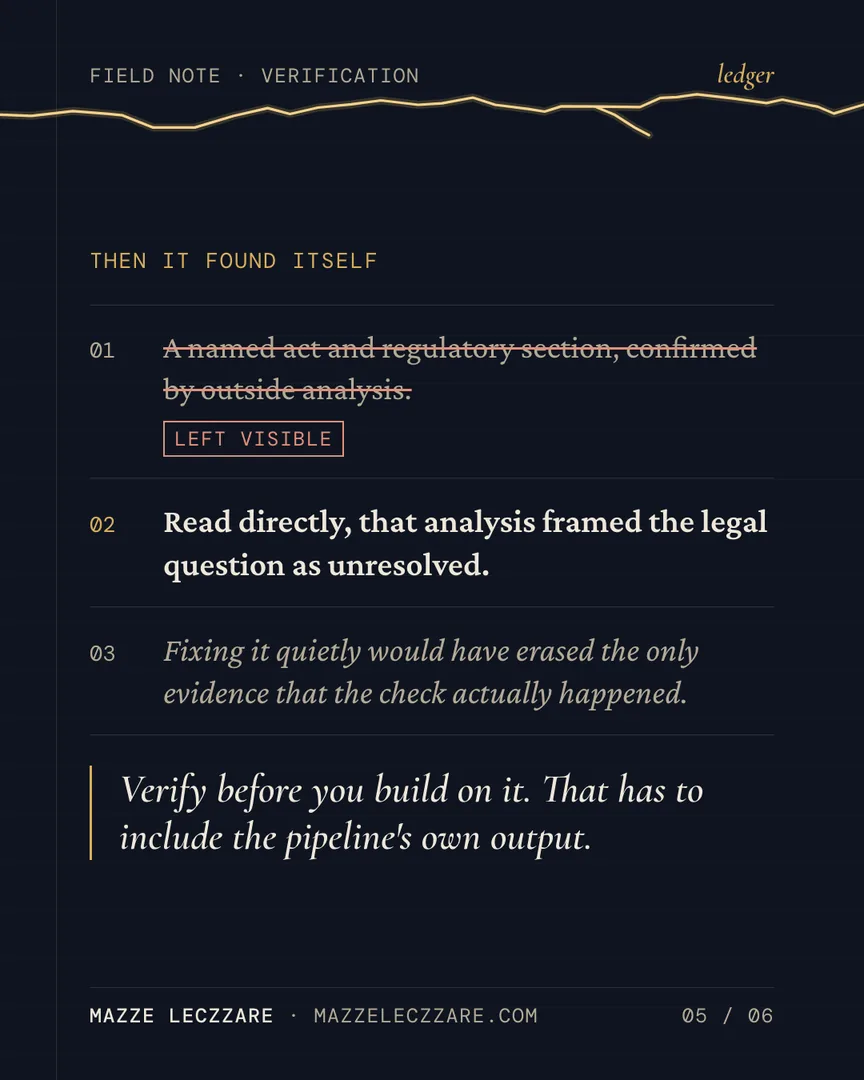 FIELD NOTE · VERIFICATION
ledger
THEN IT FOUND ITSELF
01
A named act and regulatory section, confirmed
by outside analysis.
LEFT VISIBLE
02
Read directly, that analysis framed the legal
question as unresolved.
03
Fixing it quietly would have erased the only
evidence that the check actually happened.
Verify before you build on it. That has to
include the pipeline's own output.
MAZZE LECZZARE · MAZZELECZZARE.COM
05 / 06